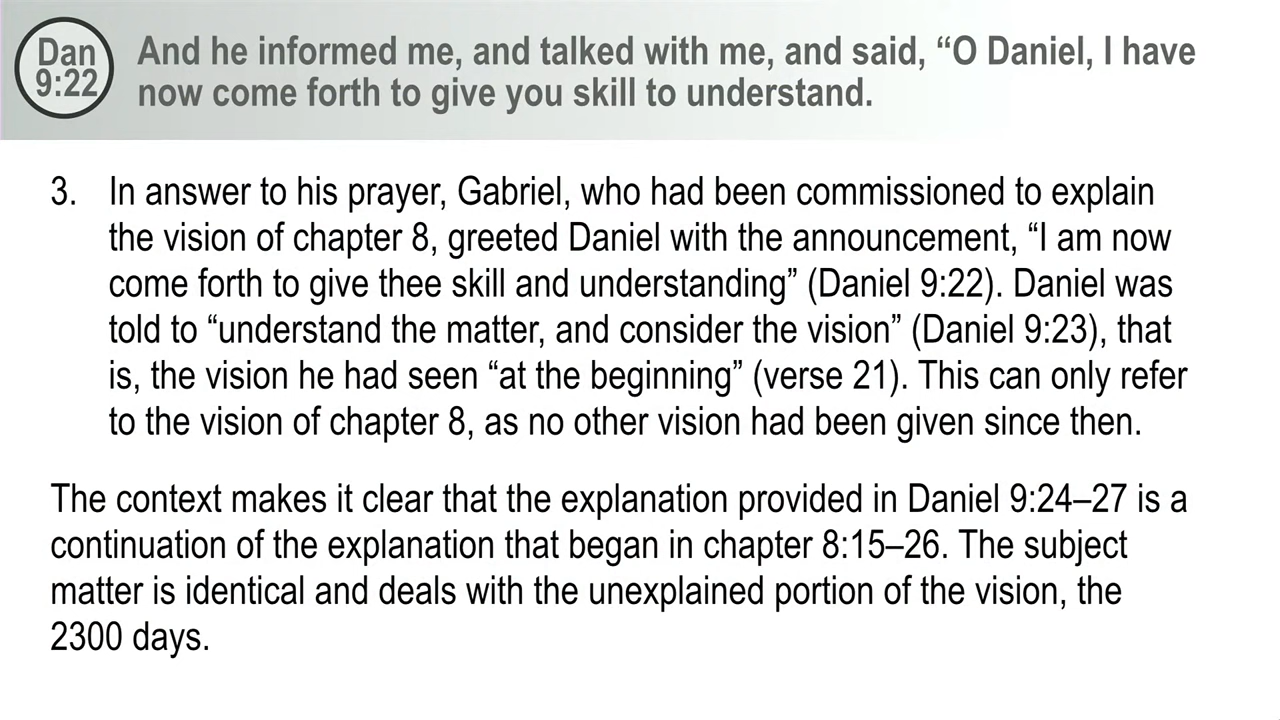 Dan
9:22
And he informed me, and talked with me, and said, “O Daniel, I have
now come forth to give you skill to understand.
3. In answer to his prayer, Gabriel, who had been commissioned to explain
the vision of chapter 8, greeted Daniel with the announcement, “I am now
come forth to give thee skill and understanding” (Daniel 9:22). Daniel was
told to “understand the matter, and consider the vision” (Daniel 9:23), that
is, the vision he had seen “at the beginning” (verse 21). This can only refer
to the vision of chapter 8, as no other vision had been given since then.
The context makes it clear that the explanation provided in Daniel 9:24–27 is a
continuation of the explanation that began in chapter 8:15–26. The subject
matter is identical and deals with the unexplained portion of the vision, the
2300 days.